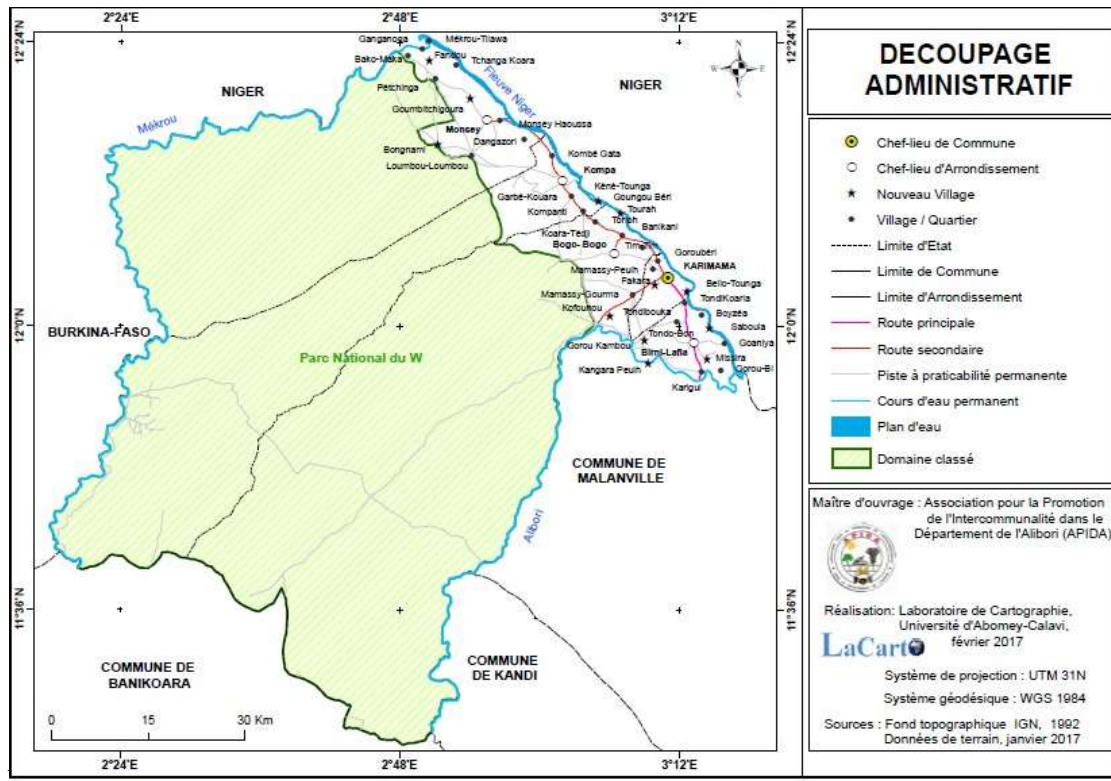 2°24'E
2°48'E
3°12'E
12°24'N
12°24'N
Ganganoga
Mékrou-Tilawa
Bako-Maka
Fandou
Tchanga Koara
NIGER
Pétchinga
Fleuve Niger
NIGER
Mékrou
Goumbitchigoura
Monsey
Monsey Haoussa
Dangazori
Bongnami
Loumbou-Loumbou
Kombé Gata
Kompa
Garbé-Kouara
Kéné-Tounga
Goungou Béri
Kompanti
Tourah
Torioh
Koara-Tédji
Banikani
Bogo-Bogo
Goroubéri
Mamassy-Peulh
KARIMAMA
Fakara
Bello-Tounga
Mamassy-Gourma
TondiKoaria
Kofounou
Tondibouka
Boyzéa
12°0'N
12°0'N
BURKINA-FASO
Saboula
Tondo-Bon
Goaniya
Parc National du W
Gorou Kambou
Birni-Lafia
Missira
Kangara Peulh
Gorou-Bi
Karigui
COMMUNE DE
MALANVILLE
Alibori
11°36'N
11°36'N
COMMUNE DE
BANIKOARA
COMMUNE
DE KANDI
0 15 30 Km
2°24'E
2°48'E
3°12'E
N
W E
S
DECOUPAGE
ADMINISTRATIF
Chef-lieu de Commune
Chef-lieu d'Arrondissement
Nouveau Village
Village / Quartier
Limite d'Etat
Limite de Commune
Limite d'Arrondissement
Route principale
Route secondaire
Piste à praticabilité permanente
Cours d'eau permanent
Plan d'eau
Domaine classé
Maître d'ouvrage : Association pour la Promotion
de l'Intercommunalité dans le
Département de l'Alibori (APIDA)
Réalisation: Laboratoire de Cartographie,
Université d'Abomey-Calavi,
février 2017
LaCarto
Système de projection : UTM 31N
Système géodésique : WGS 1984
Sources : Fond topographique IGN, 1992
Données de terrain, janvier 2017